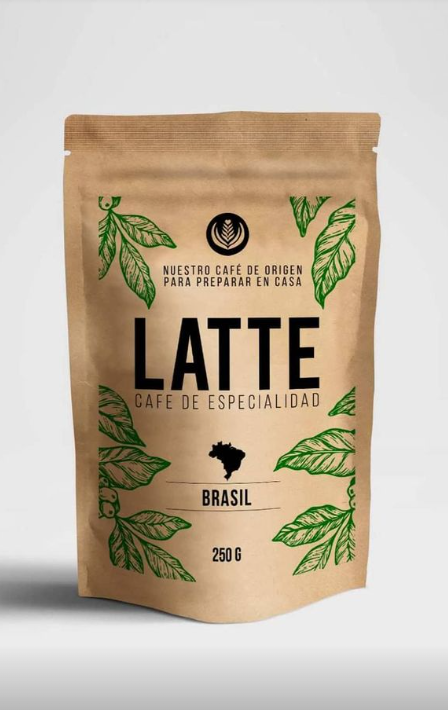 NUESTRO CAFÉ DE ORIGEN
PARA PREPARAR EN CASA
LATTE
CAFE DE ESPECIALIDAD
BRASIL
250 G